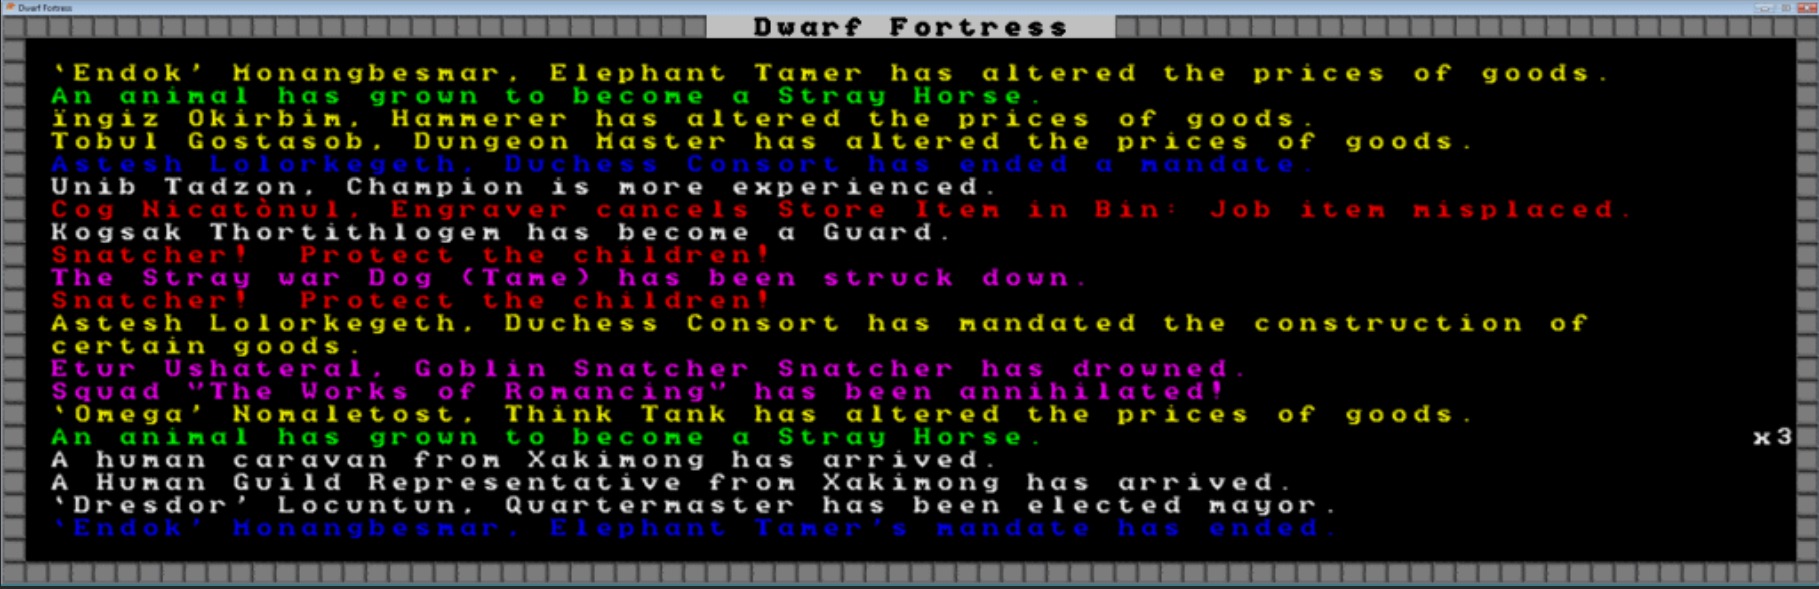 Dwarf Fortress
Dwarf Fortress
`Endok' Monangbesmar, Elephant Tamer has altered the prices of goods.
An animal has grown to become a Stray Horse.
ïngiz Okirbim, Hammerer has altered the prices of goods.
Tobul Gostasob, Dungeon Master has altered the prices of goods.
Astesh Lolorkegeth, Duchess Consort has ended a mandate.
Unib Tadzon, Champion is more experienced.
Cog Nicatònul, Engraver cancels Store Item in Bin: Job item misplaced.
Kogsak Thortithlogem has become a Guard.
Snatcher!  Protect the children!
The Stray war Dog (Tame) has been struck down.
Snatcher!  Protect the children!
Astesh Lolorkegeth, Duchess Consort has mandated the construction of
certain goods.
Etur Ushateral, Goblin Snatcher Snatcher has drowned.
Squad "The Works of Romancing" has been annihilated!
`Omega' Nomaletost, Think Tank has altered the prices of goods.
An animal has grown to become a Stray Horse. x3
A human caravan from Xakimong has arrived.
A Human Guild Representative from Xakimong has arrived.
`Dresdor' Locuntun, Quartermaster has been elected mayor.
`Endok' Monangbesmar, Elephant Tamer's mandate has ended.